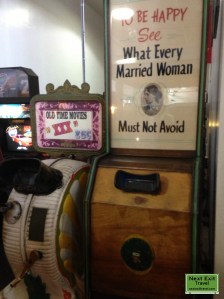 TO BE HAPPY
See
What Every
Married Woman
Must Not Avoid
OLD TIME MOVIES
XXX
Next Exit
Travel